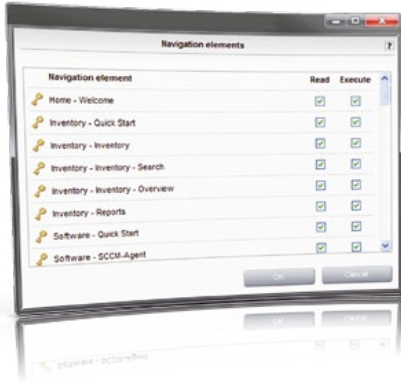 Navigation elements ?
Navigation element Read Execute
Home - Welcome
Inventory - Quick Start
Inventory - Inventory
Inventory - Inventory - Search
Inventory - Inventory - Overview
Inventory - Reports
Software - Quick Start
Software - SCCM-Agent
OK Cancel